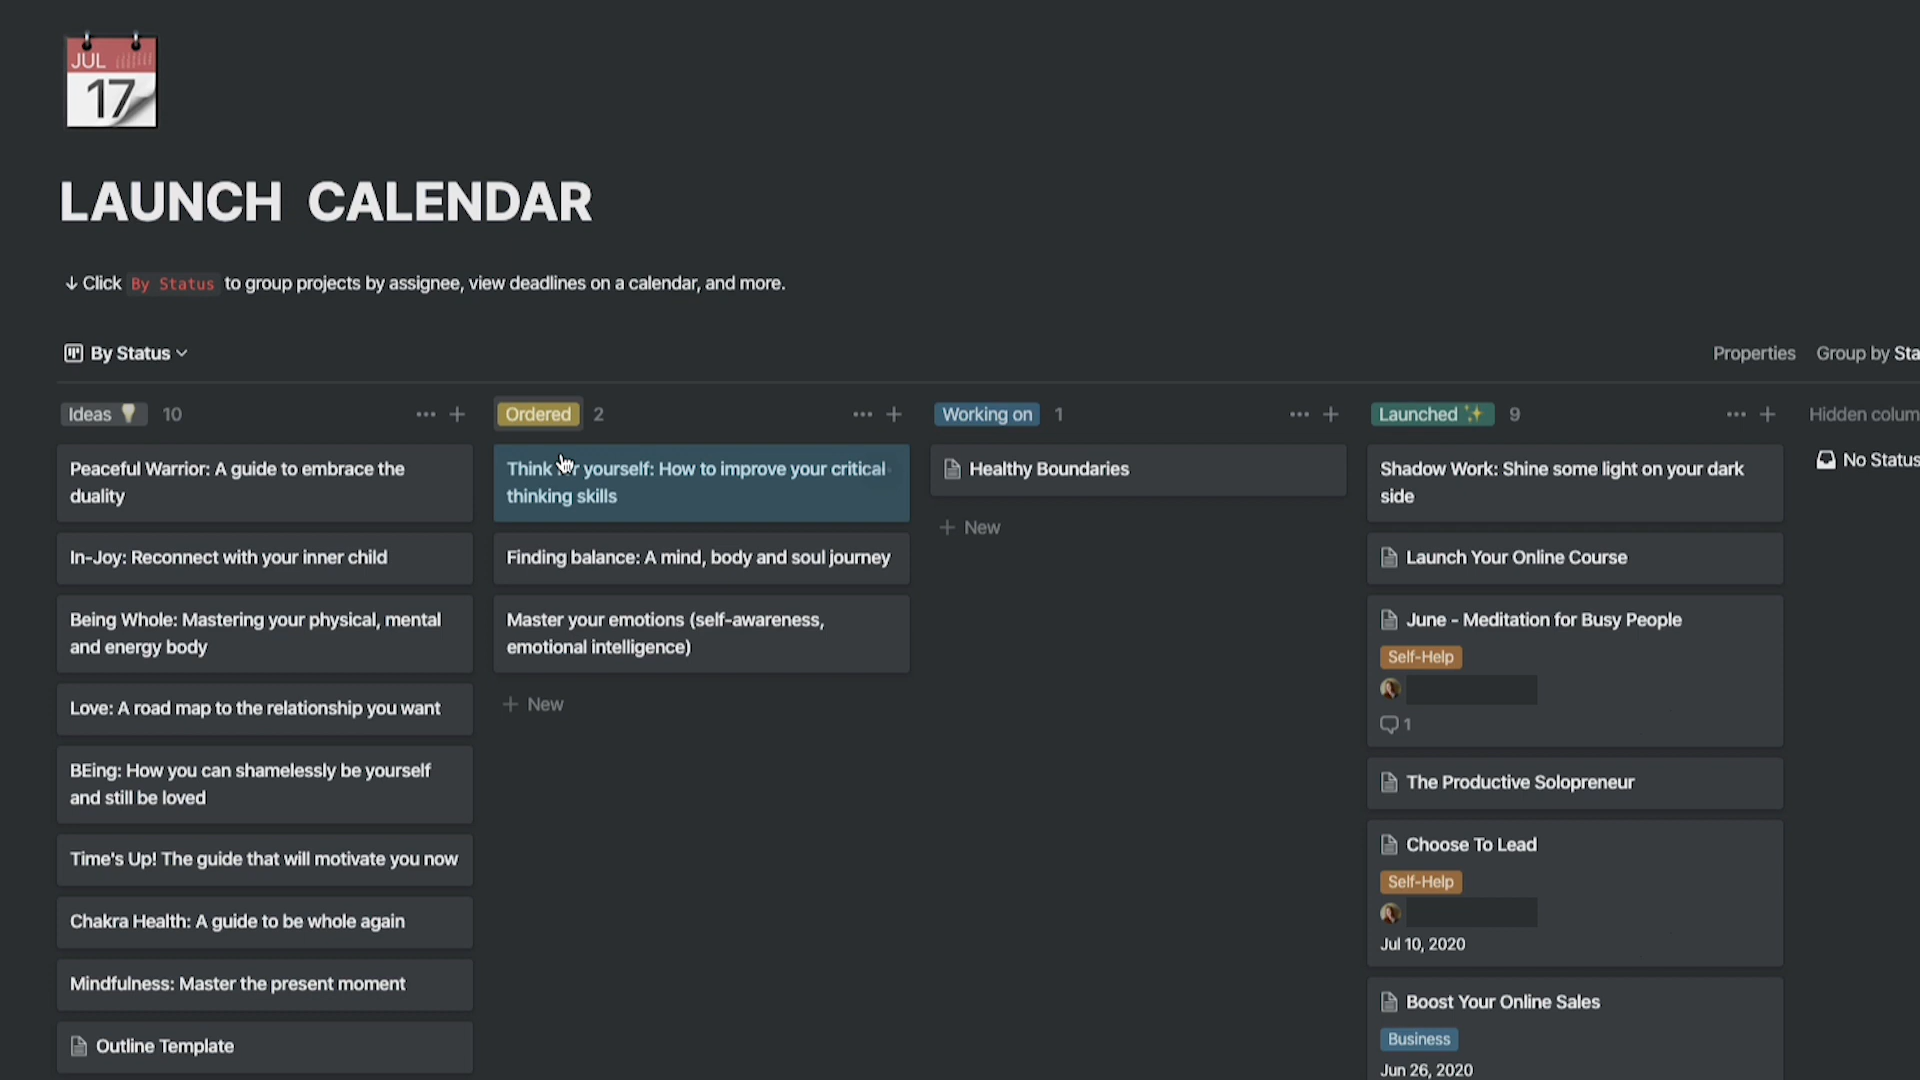 JUL
17
LAUNCH CALENDAR
↓ Click By Status to group projects by assignee, view deadlines on a calendar, and more.
By Status
Properties Group by Sta
Ideas 10
Peaceful Warrior: A guide to embrace the
duality
In-Joy: Reconnect with your inner child
Being Whole: Mastering your physical, mental
and energy body
Love: A road map to the relationship you want
BEing: How you can shamelessly be yourself
and still be loved
Time's Up! The guide that will motivate you now
Chakra Health: A guide to be whole again
Mindfulness: Master the present moment
Outline Template
Ordered 2
Think r yourself: How to improve your critical
thinking skills
Finding balance: A mind, body and soul journey
Master your emotions (self-awareness,
emotional intelligence)
+ New
Working on 1
Healthy Boundaries
+ New
Launched ✨ 9
Shadow Work: Shine some light on your dark
side
Launch Your Online Course
June - Meditation for Busy People
Self-Help
1
The Productive Solopreneur
Choose To Lead
Self-Help
Jul 10, 2020
Boost Your Online Sales
Business
Jun 26, 2020
Hidden colum
No Status